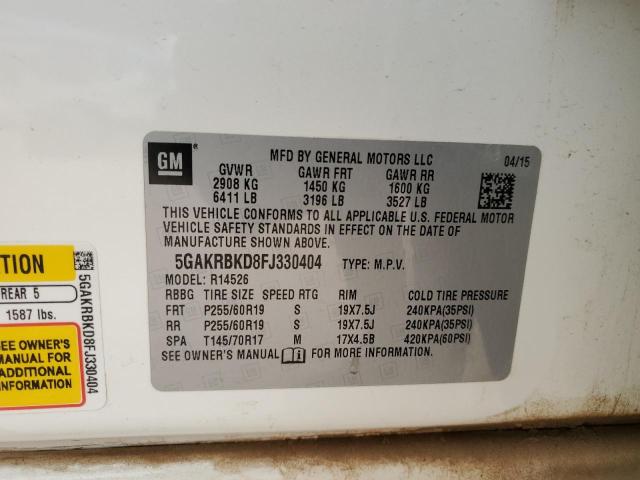 GM
MFD BY GENERAL MOTORS LLC 04/15
GVWR GAWR FRT GAWR RR
2908 KG 1450 KG 1600 KG
6411 LB 3196 LB 3527 LB
THIS VEHICLE CONFORMS TO ALL APPLICABLE U.S. FEDERAL MOTOR
VEHICLE SAFETY STANDARDS IN EFFECT ON THE DATE OF
MANUFACTURE SHOWN ABOVE.
5GAKRBKD8FJ330404 TYPE: M.P.V.
MODEL: R14526
RBBG TIRE SIZE SPEED RTG RIM COLD TIRE PRESSURE
FRT P255/60R19 S 19X7.5J 240KPA(35PSI)
RR P255/60R19 S 19X7.5J 240KPA(35PSI)
SPA T145/70R17 M 17X4.5B 420KPA(60PSI)
SEE OWNER'S MANUAL FOR MORE INFORMATION.
TION
REAR 5
1587 lbs.
SEE OWNER'S
MANUAL FOR
ADDITIONAL
INFORMATION
5GAKRBKD8FJ330404